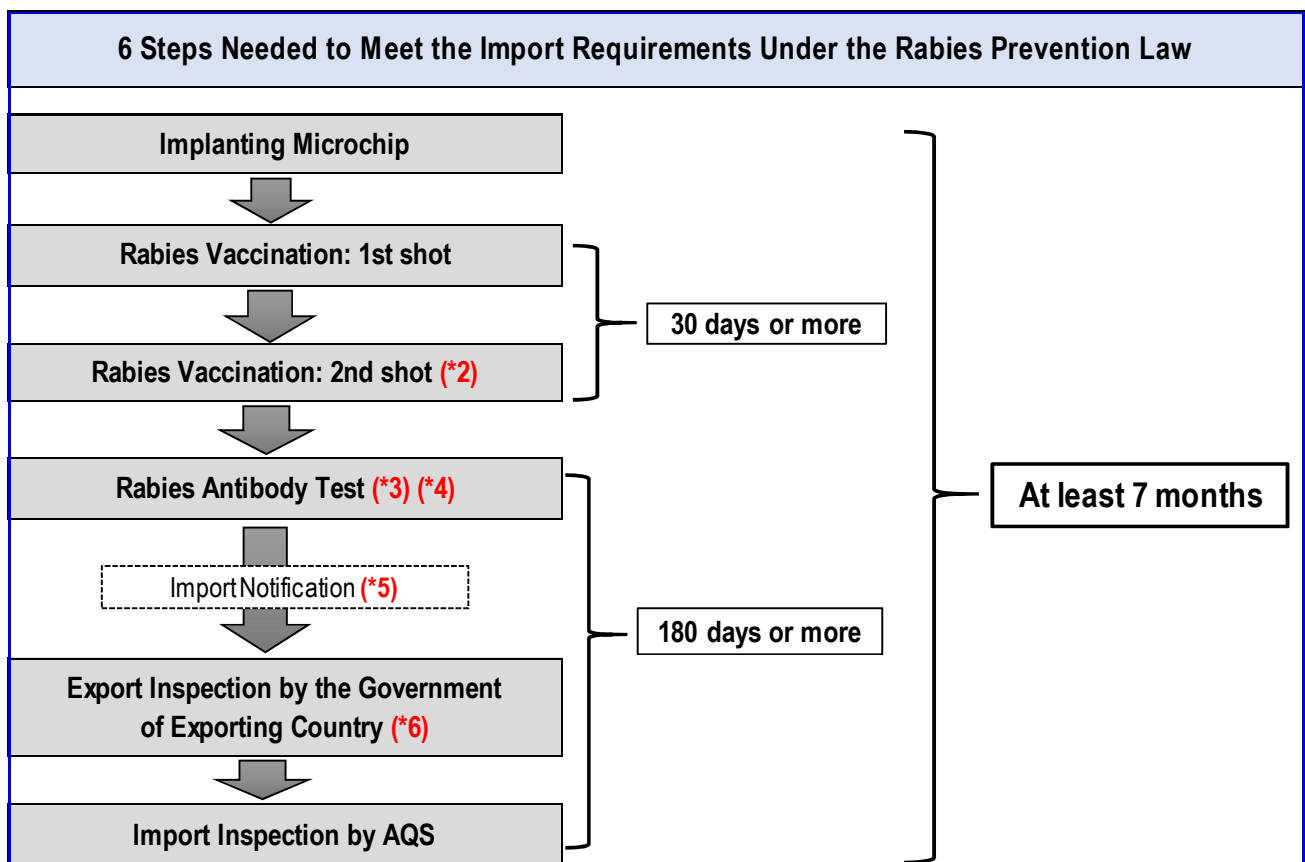 6 Steps Needed to Meet the Import Requirements Under the Rabies Prevention Law
Implanting Microchip
Rabies Vaccination: 1st shot
30 days or more
Rabies Vaccination: 2nd shot (*2)
Rabies Antibody Test (*3) (*4)
At least 7 months
Import Notification (*5)
180 days or more
Export Inspection by the Government
of Exporting Country (*6)
Import Inspection by AQS